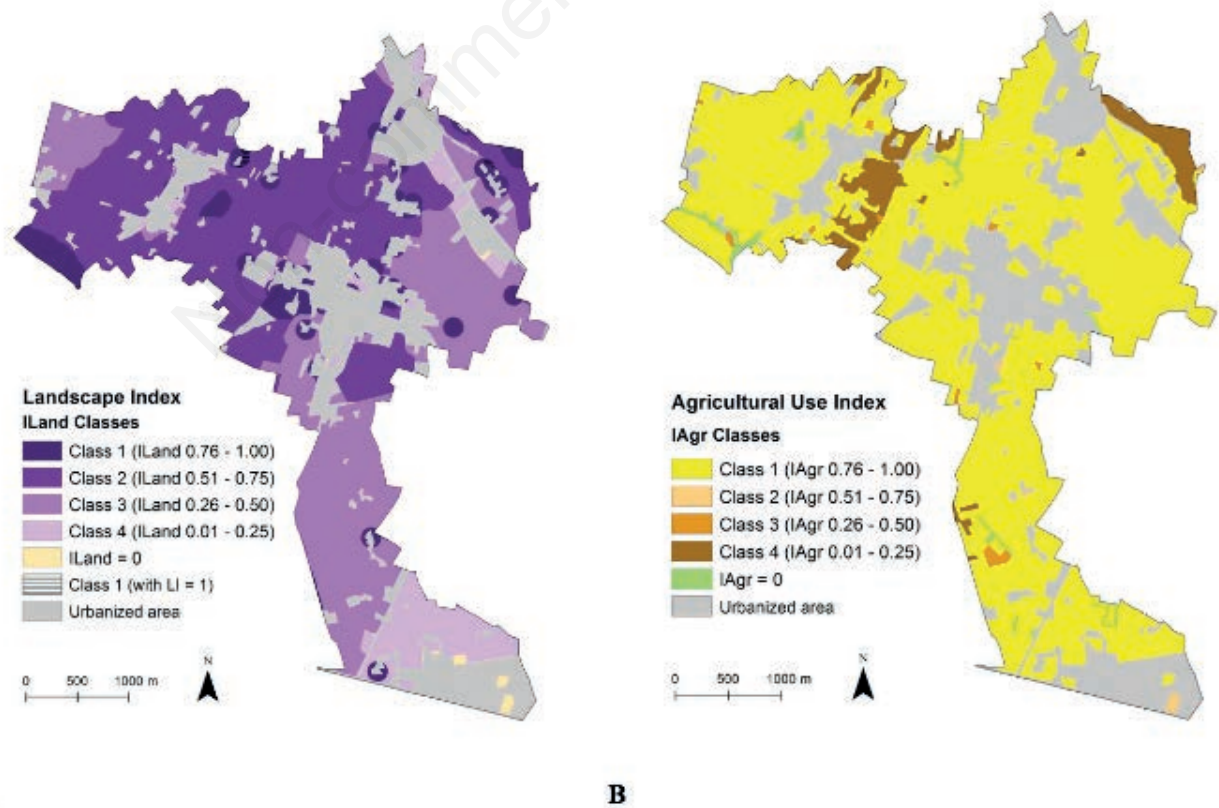 Landscape Index
ILand Classes
Class 1 (ILand 0.76 - 1.00)
Class 2 (ILand 0.51 - 0.75)
Class 3 (ILand 0.26 - 0.50)
Class 4 (ILand 0.01 - 0.25)
ILand = 0
Class 1 (with LI = 1)
Urbanized area
0 500 1000 m
N
Agricultural Use Index
IAgr Classes
Class 1 (IAgr 0.76 - 1.00)
Class 2 (IAgr 0.51 - 0.75)
Class 3 (IAgr 0.26 - 0.50)
Class 4 (IAgr 0.01 - 0.25)
IAgr = 0
Urbanized area
0 500 1000 m
N
B